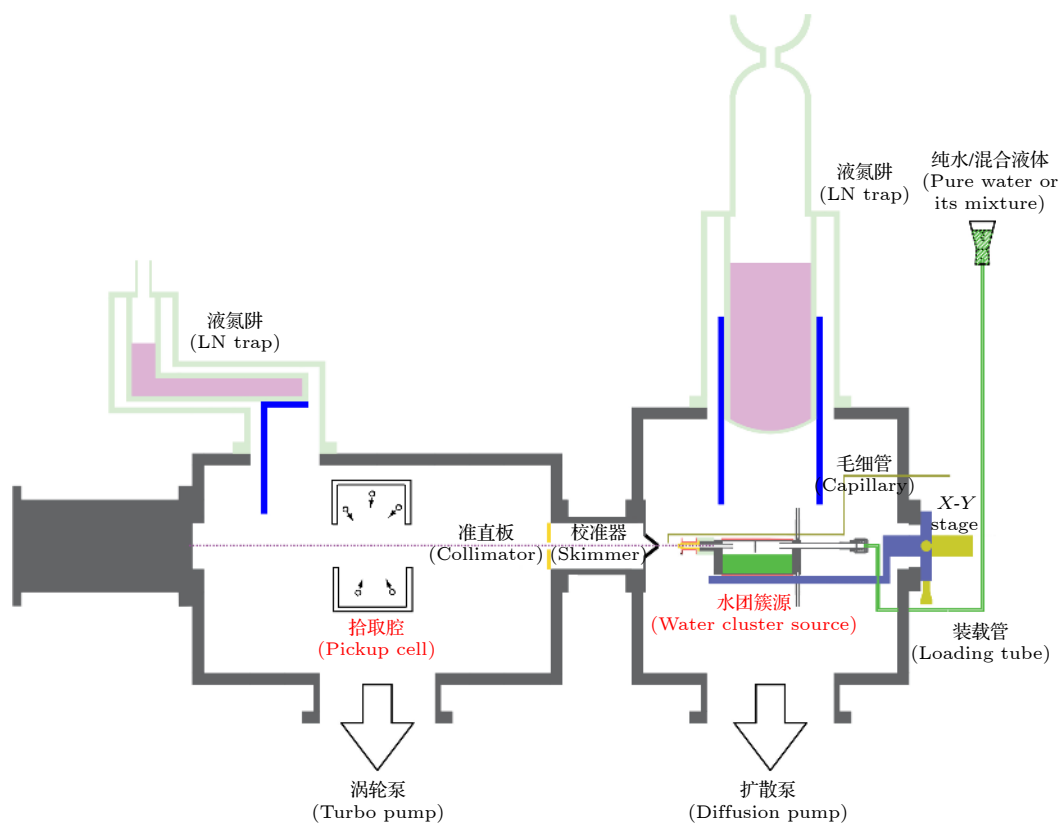 液氮阱
(LN trap)
纯水/混合液体
(Pure water or
its mixture)
液氮阱
(LN trap)
毛细管
(Capillary)
X-Y
stage
准直板
(Collimator)
校准器
(Skimmer)
水团簇源
(Water cluster source)
拾取腔
(Pickup cell)
装载管
(Loading tube)
涡轮泵
(Turbo pump)
扩散泵
(Diffusion pump)